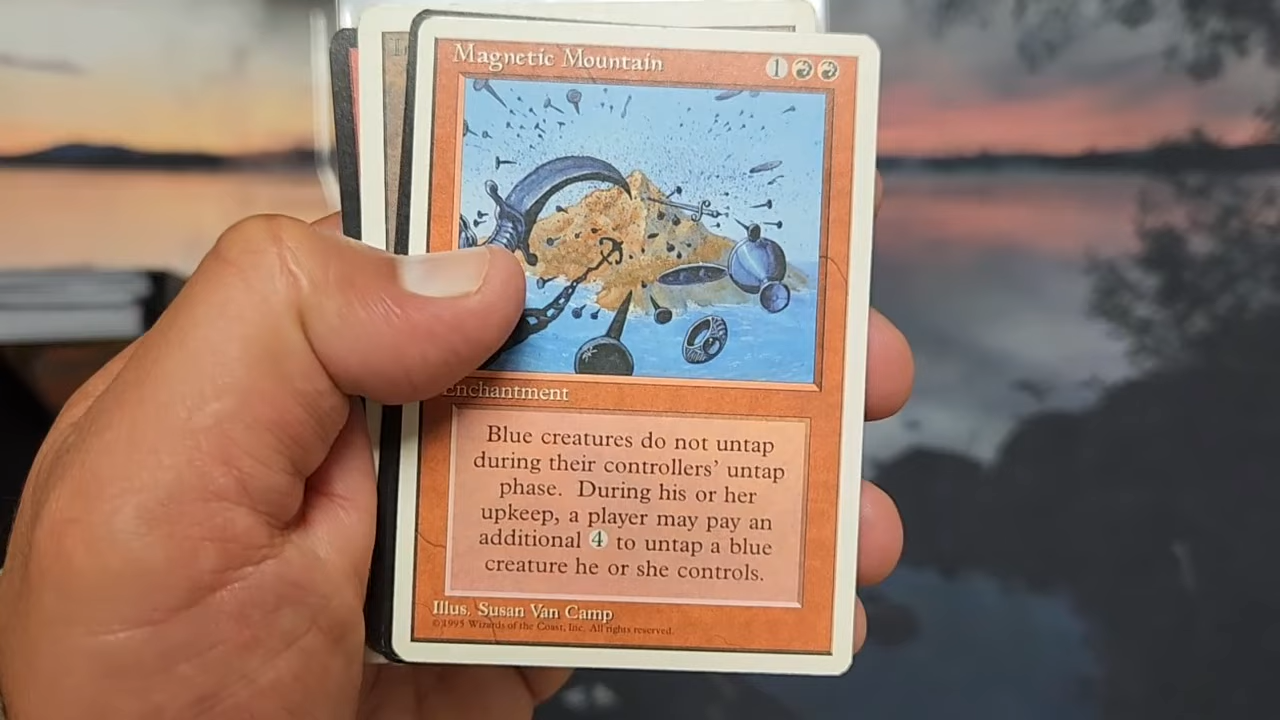 Magnetic Mountain 1
Enchantment
Blue creatures do not untap
during their controllers' untap
phase. During his or her
upkeep, a player may pay an
additional 4 to untap a blue
creature he or she controls.
Illus. Susan Van Camp
©1995 Wizards of the Coast, Inc. All rights reserved.